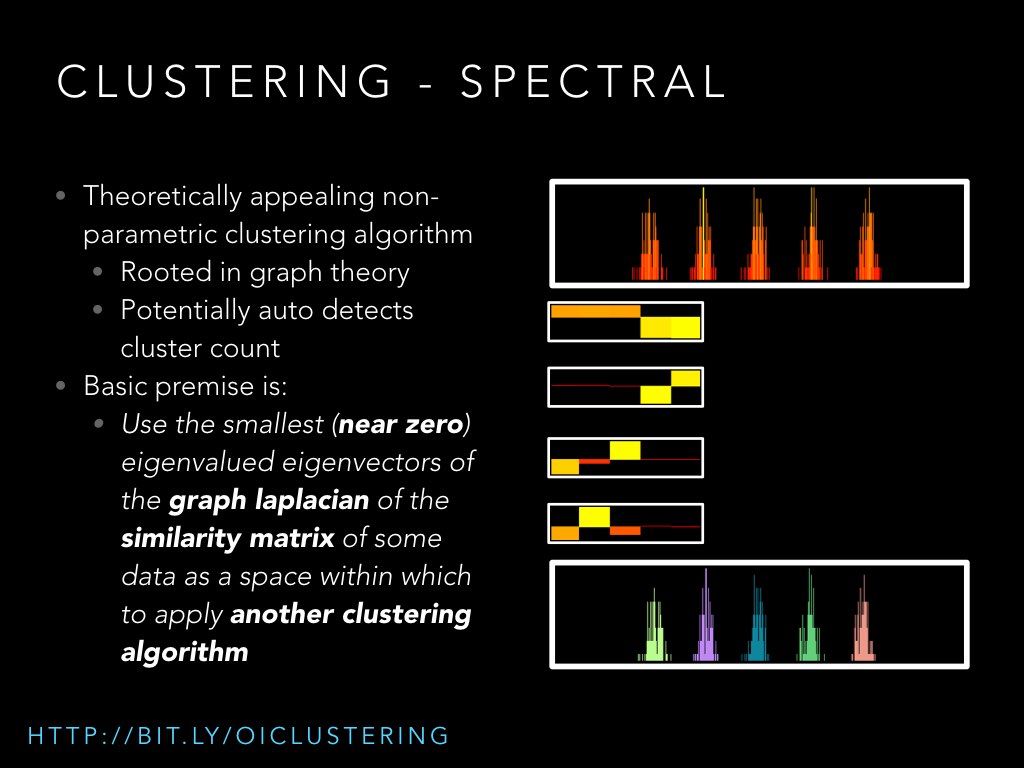 CLUSTERING - SPECTRAL
• Theoretically appealing non-
parametric clustering algorithm
• Rooted in graph theory
• Potentially auto detects
cluster count
• Basic premise is:
• Use the smallest (near zero)
eigenvalued eigenvectors of
the graph laplacian of the
similarity matrix of some
data as a space within which
to apply another clustering
algorithm
HTTP://BIT.LY/OICLUSTERING